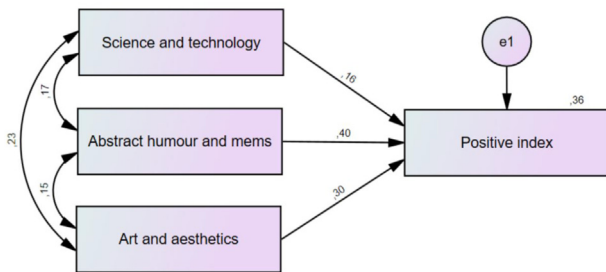 Science and technology
e1
,16
,36
,17
,23
Abstract humour and mems
,40
Positive index
,15
,30
Art and aesthetics